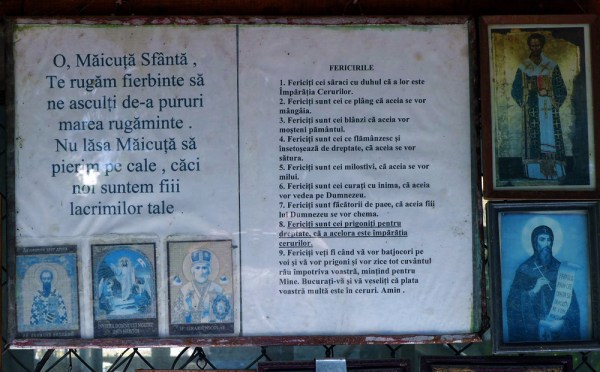 O, Măicuță Sfântă ,
Te rugăm fierbinte să
ne asculți de-a pururi
marea rugăminte .
Nu lăsa Măicuță să
pierim pe cale , căci
noi suntem fiii
lacrimilor tale .
FERICIRILE
1. Fericiți cei săraci cu duhul că a lor este
Împărăția Cerurilor.
2. Fericiți sunt cei ce plâng că aceia se vor
mângâia.
3. Fericiți sunt cei blânzi că aceia vor
moșteni pământul.
4. Fericiți sunt cei ce flămânzesc și
însetoșează de dreptate, că aceia se vor
sătura.
5. Fericiți sunt cei milostivi, că aceia se vor
milui.
6. Fericiți sunt cei curați cu inima, că aceia
vor vedea pe Dumnezeu.
7. Fericiți sunt făcătorii de pace, că aceia fiij
lui Dumnezeu se vor chema.
8. Fericiți sunt cei prigoniți pentru
dreptate, că a acelora este împărăția
cerurilor.
9. Fericiți veți fi când vă vor batjocori pe
voi și vă vor prigoni și vor zice tot cuvântul
rău împotriva voastră, mințind pentru
Mine. Bucurați-vă și vă veseliți că plata
voastră multă este în ceruri. Amin .